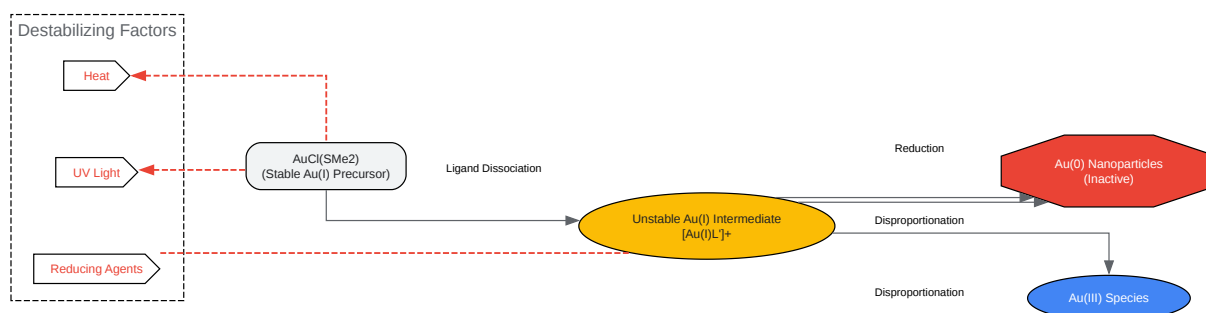 Destabilizing Factors
Heat
UV Light
Reducing Agents
AuCl(SMe2)
(Stable Au(I) Precursor)
Ligand Dissociation
Unstable Au(I) Intermediate
[Au(I)L']+
Reduction
Disproportionation
Disproportionation
Au(0) Nanoparticles
(Inactive)
Au(III) Species